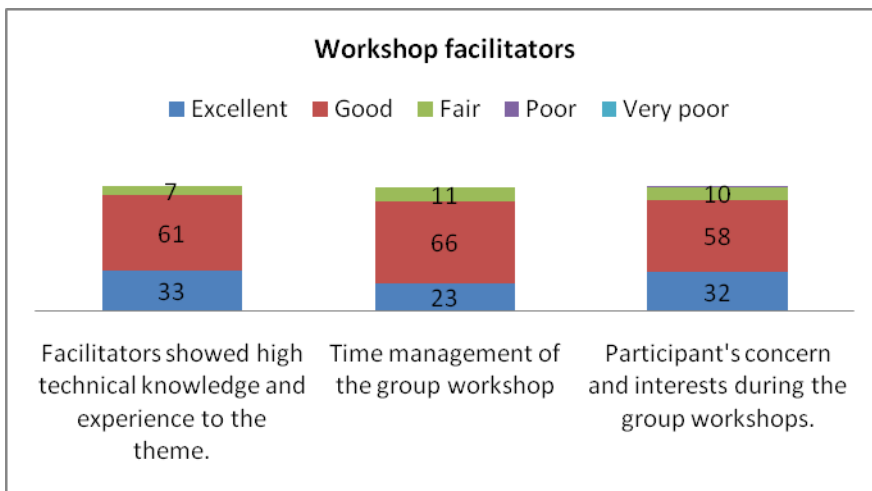 Workshop facilitators
Excellent Good Fair Poor Very poor
7 11 10
61 66 58
33 23 32
Facilitators showed high
technical knowledge and
experience to the
theme.
Time management of
the group workshop
Participant's concern
and interests during the
group workshops.